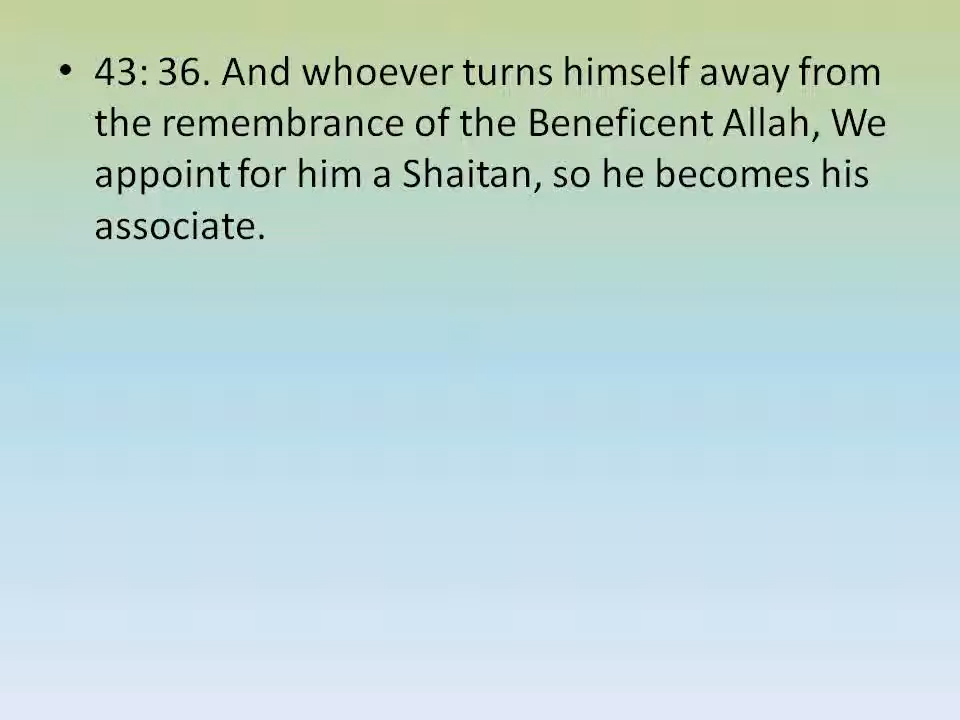 • 43: 36. And whoever turns himself away from
the remembrance of the Beneficent Allah, We
appoint for him a Shaitan, so he becomes his
associate.